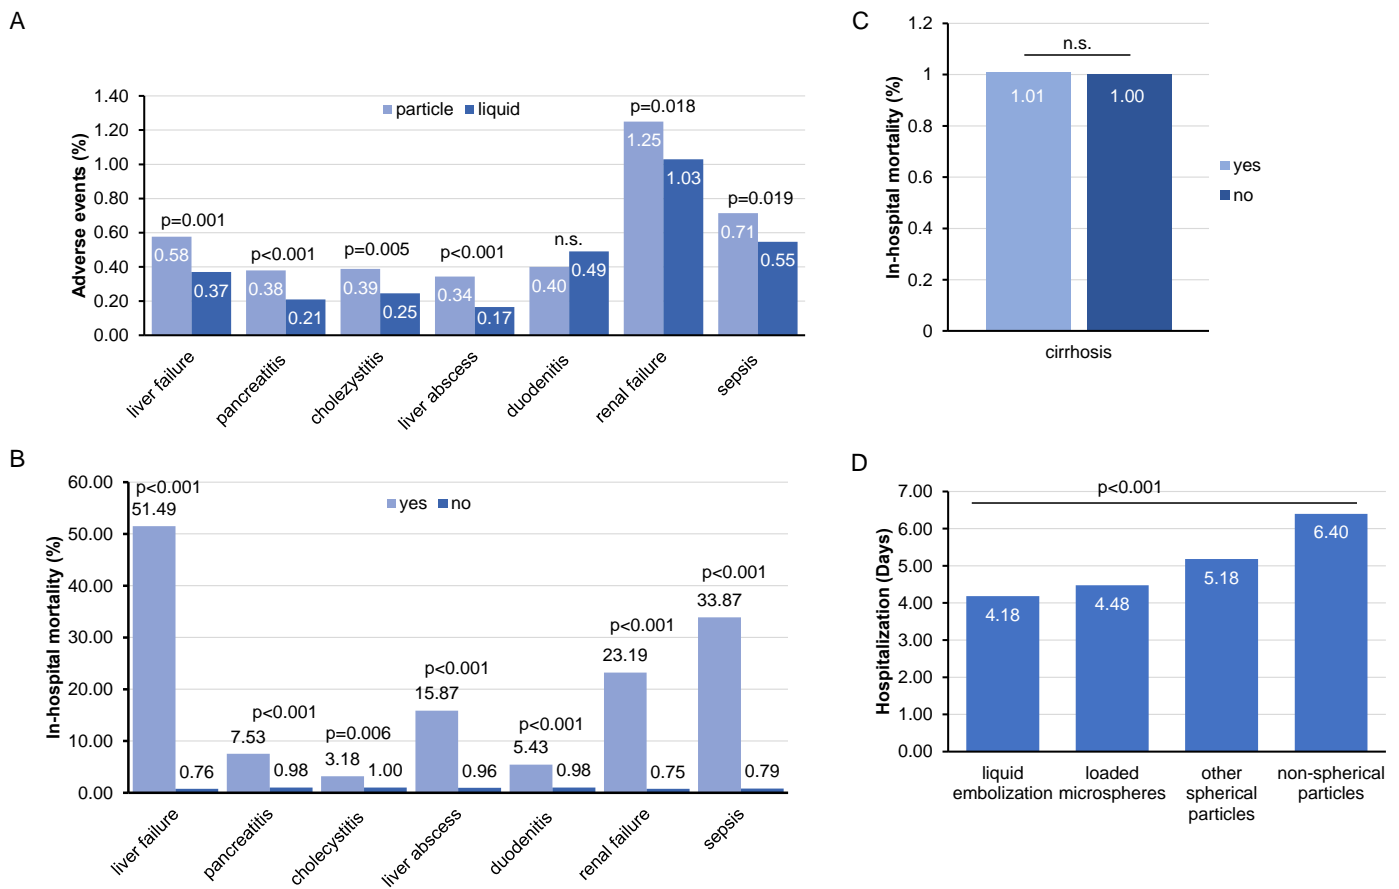 A
Adverse events (%)
1.40
1.20
1.00
0.80
0.60
0.40
0.20
0.00
particle
liquid
p=0.001
p<0.001
p=0.005
p<0.001
n.s.
p=0.018
p=0.019
0.58
0.37
0.38
0.21
0.39
0.25
0.34
0.17
0.40
0.49
1.25
1.03
0.71
0.55
liver failure
pancreatitis
cholezystitis
liver abscess
duodenitis
renal failure
sepsis
B
In-hospital mortality (%)
60.00
50.00
40.00
30.00
20.00
10.00
0.00
yes
no
p<0.001
51.49
0.76
p<0.001
7.53
0.98
p=0.006
3.18
1.00
p<0.001
15.87
0.96
p<0.001
5.43
0.98
p<0.001
23.19
0.75
p<0.001
33.87
0.79
liver failure
pancreatitis
cholecystitis
liver abscess
duodenitis
renal failure
sepsis
C
In-hospital mortality (%)
1.2
1
0.8
0.6
0.4
0.2
0
n.s.
1.01
1.00
yes
no
cirrhosis
D
Hospitalization (Days)
7.00
6.00
5.00
4.00
3.00
2.00
1.00
0.00
p<0.001
4.18
4.48
5.18
6.40
liquid
embolization
loaded
microspheres
other
spherical
particles
non-spherical
particles